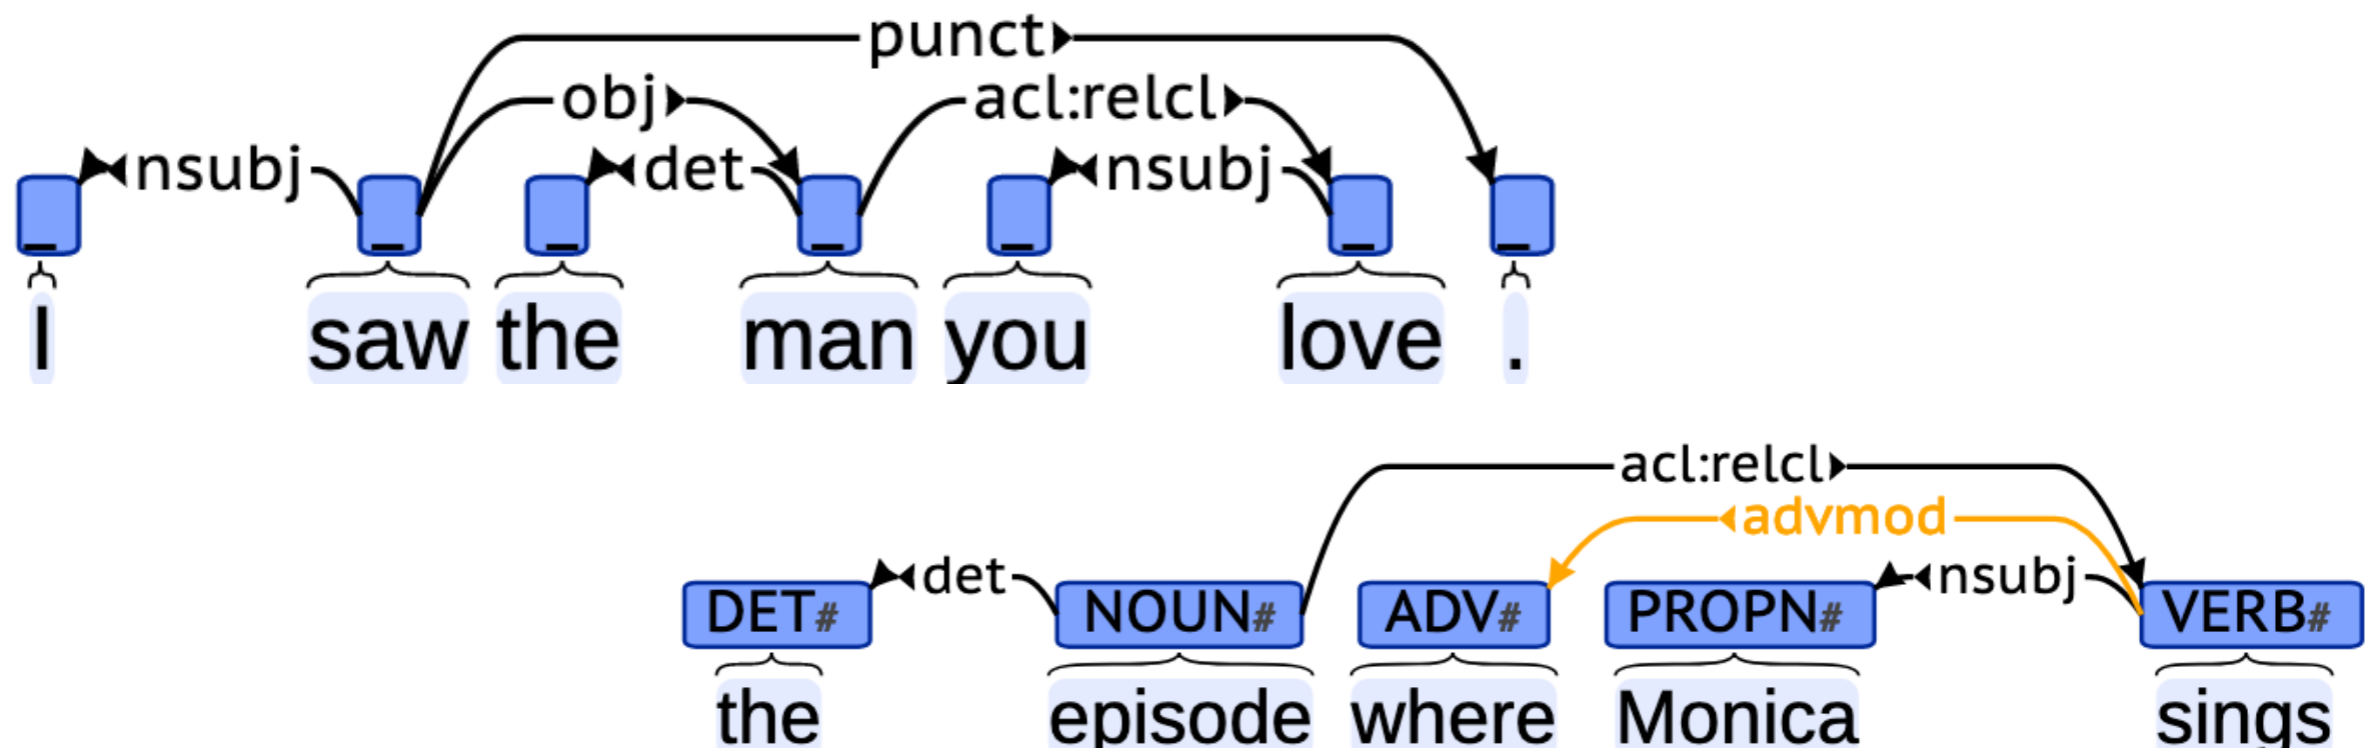 punct
obj acl:relcl
nsubj det nsubj
_ _ _ _ _ _ _
I saw the man you love .
acl:relcl
advmod
det nsubj
DET# NOUN# ADV# PROPN# VERB#
the episode where Monica sings